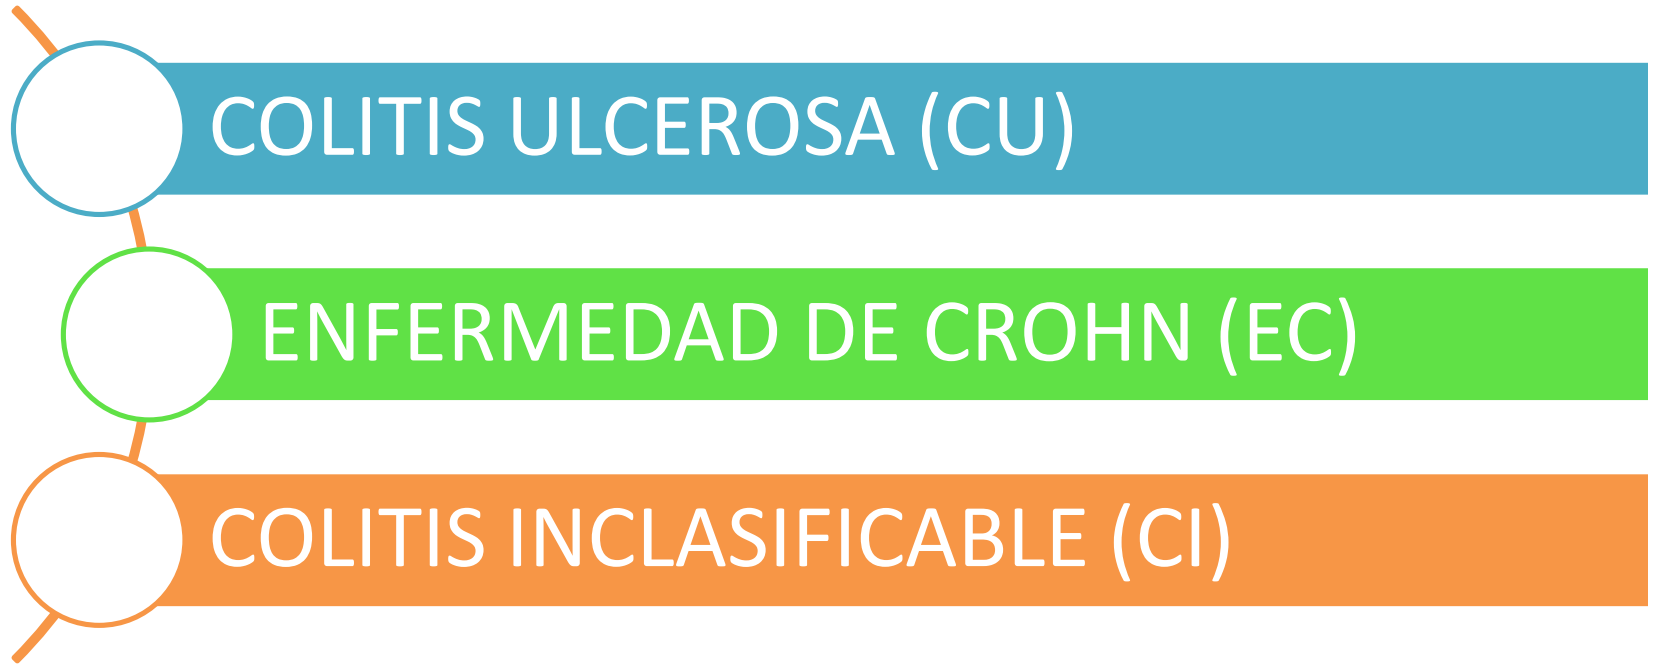 COLITIS ULCEROSA (CU)
ENFERMEDAD DE CROHN (EC)
COLITIS INCLASIFICABLE (CI)